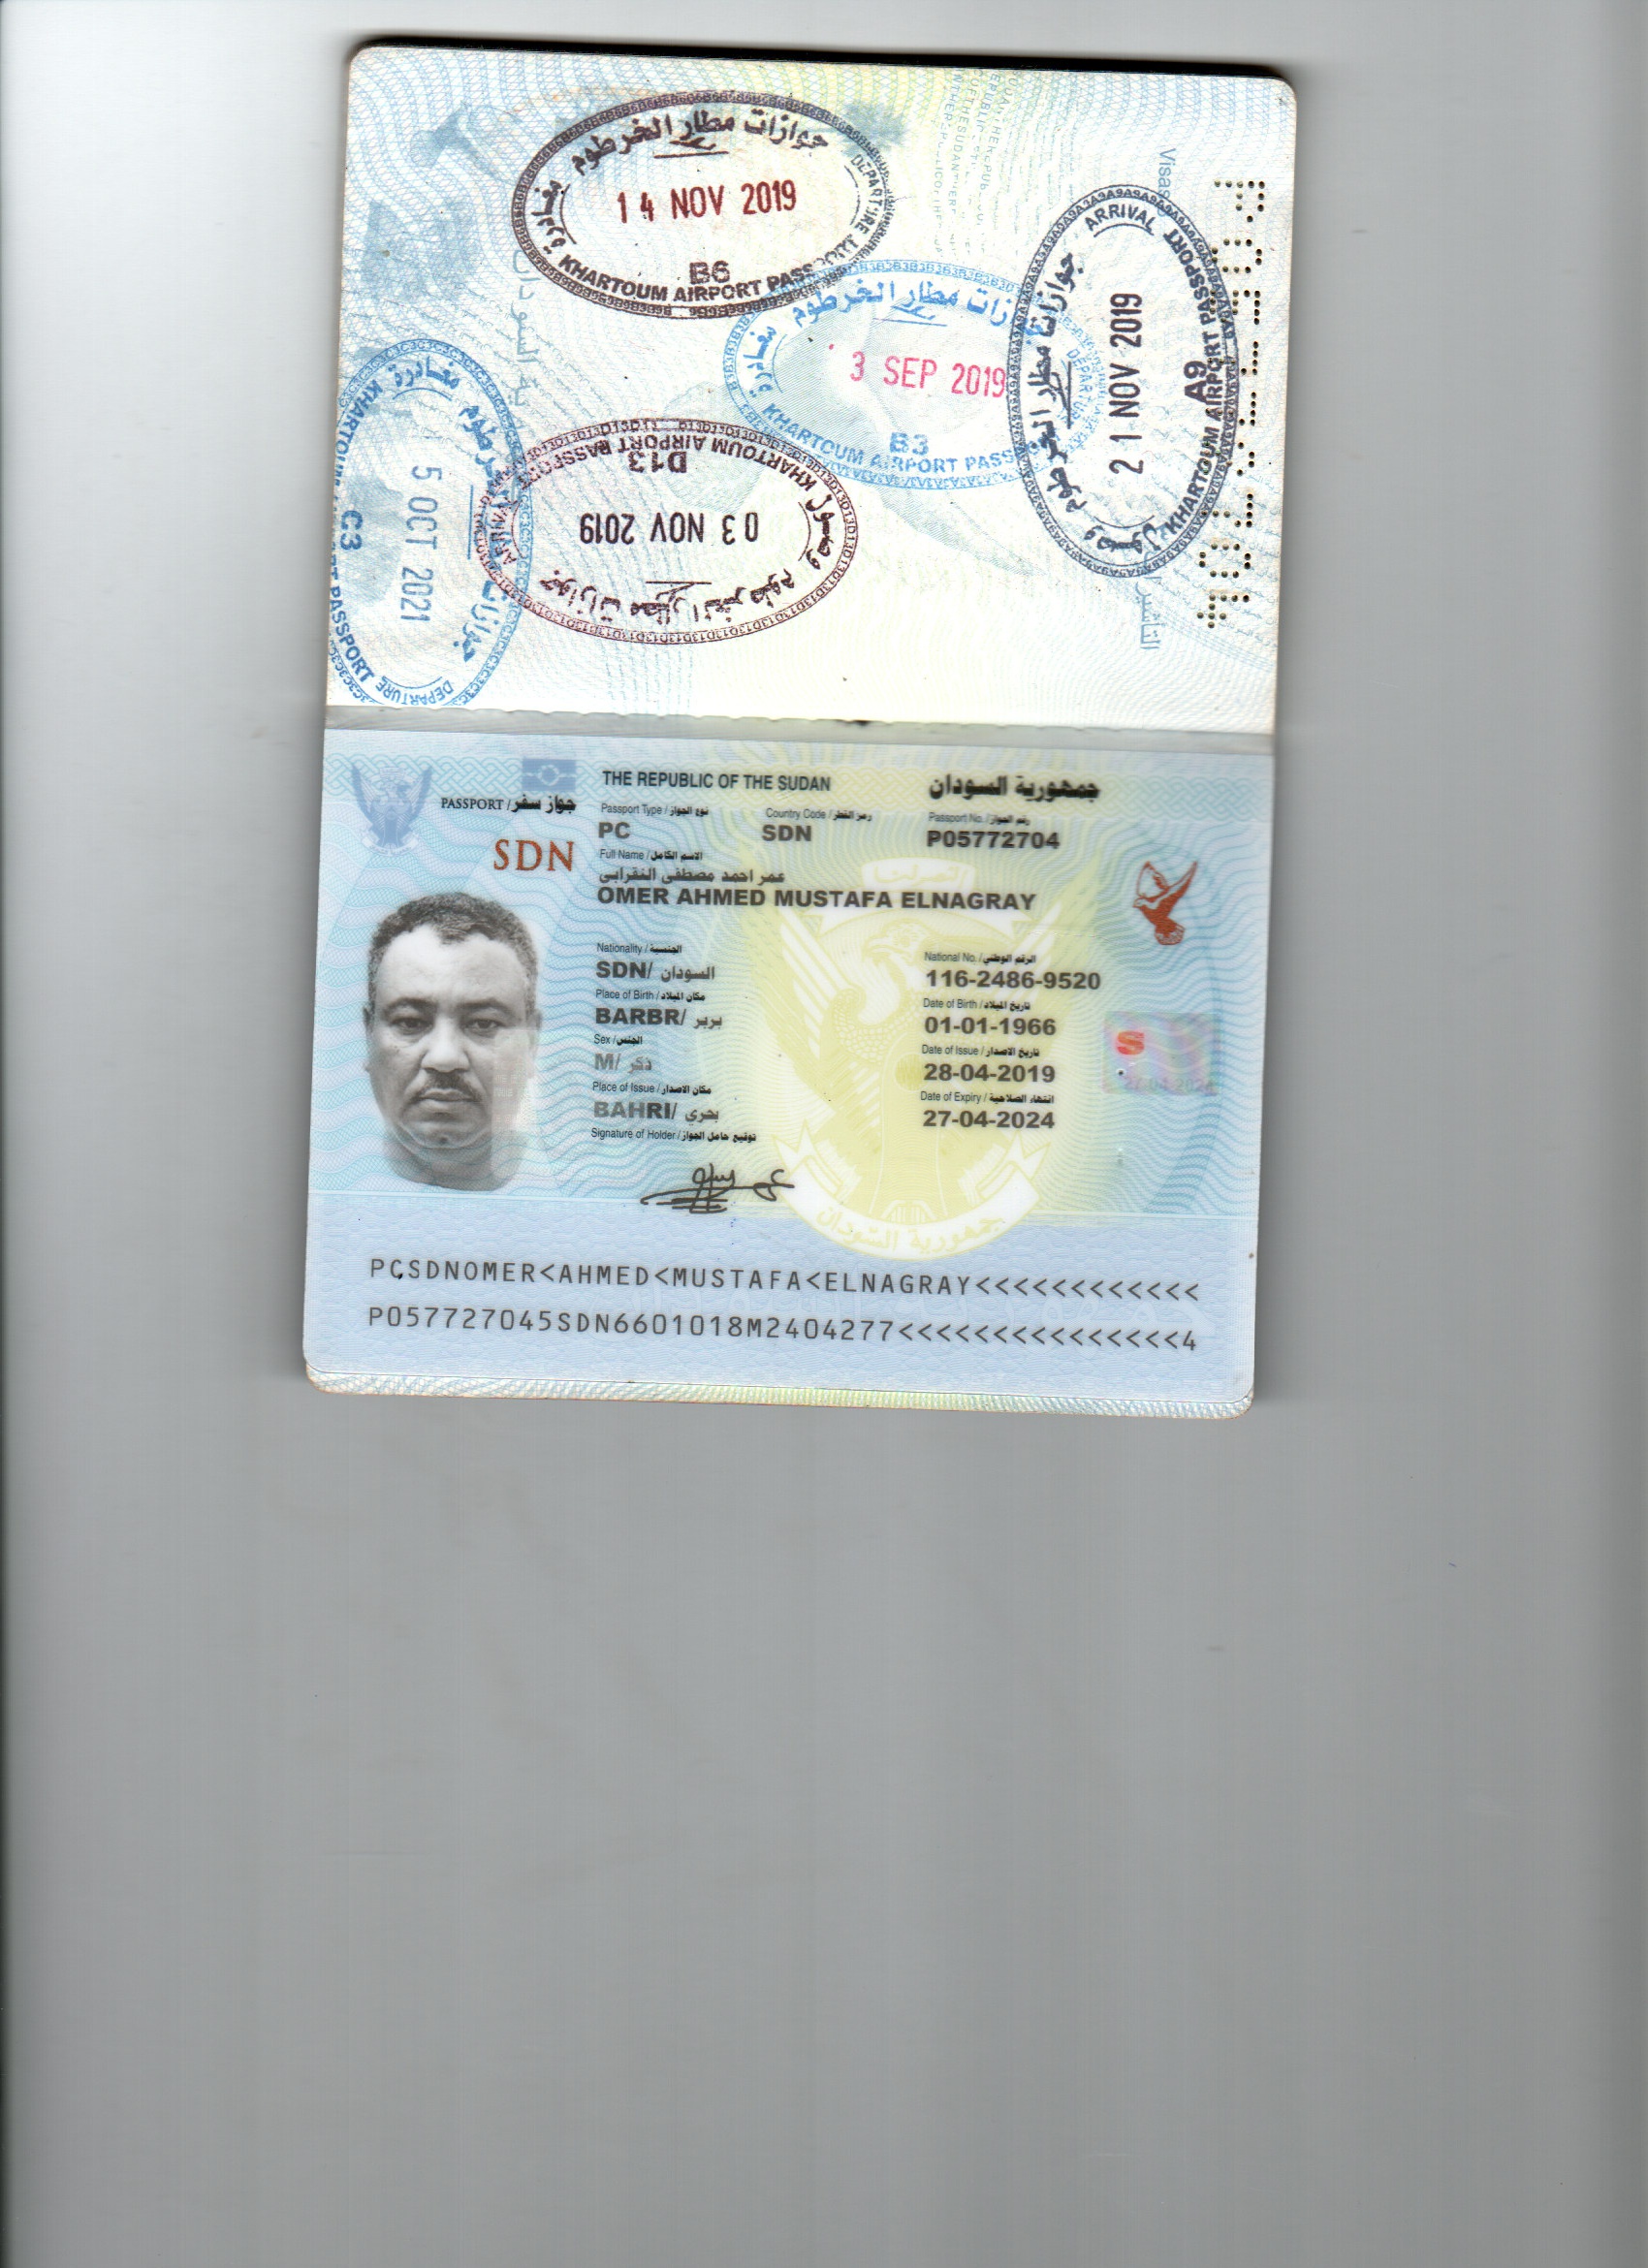 جوازات مطار الخرطوم
14 NOV 2019
مغادرة
DEPARTURE
B6
KHARTOUM AIRPORT PASSPORT
جوازات مطار الخرطوم
3 SEP 2019
مغادرة
B3
KHARTOUM AIRPORT PASS
Visas
ARRIVAL
جوازات مطار الخرطوم
21 NOV 2019
وصول
A9
KHARTOUM AIRPORT PASSPORT
التأشيرات
مغادرة
5 OCT 2021
جوازات
C3
DEPARTURE
KHARTOUM AIRPORT PASSPORT
D13
KHARTOUM AIRPORT PASSPORT
03 NOV 2019
وصول
جوازات مطار الخرطوم
PASSPORT / جواز سفر
SDN
THE REPUBLIC OF THE SUDAN جمهورية السودان
Passport Type / نوع الجواز Country Code / رمز القطر Passport No. / رقم الجواز
PC SDN P05772704
Full Name / الاسم الكامل
عمر احمد مصطفى النقرابي
OMER AHMED MUSTAFA ELNAGRAY
Nationality / الجنسية National No. / الرقم الوطني
SDN/ السودان 116-2486-9520
Place of Birth / مكان الميلاد Date of Birth / تاريخ الميلاد
BARBR/ بربر 01-01-1966
Sex / الجنس Date of Issue / تاريخ الاصدار
M/ ذكر 28-04-2019
Place of Issue / مكان الاصدار Date of Expiry / انتهاء الصلاحية
BAHRI/ بحري 27-04-2024
Signature of Holder / توقيع حامل الجواز
S
27 04 2024
جمهورية السودان
PCSDNOMER<AHMED<MUSTAFA<ELNAGRAY<<<<<<<<<<<<
P057727045SDN6601018M2404277<<<<<<<<<<<<<<<4